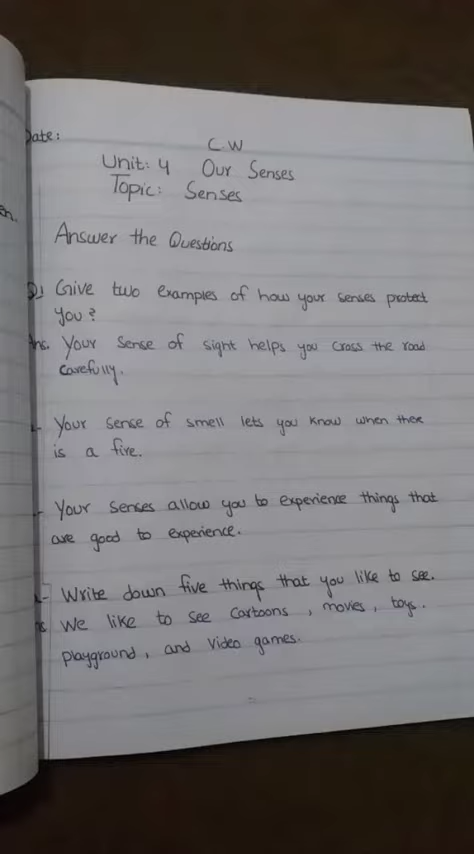 Date:
C.W
Unit: 4 Our Senses
Topic: Senses
Answer the Questions
Q1 Give two examples of how your senses protect
you?
Ans. Your sense of sight helps you cross the road
carefully.
- Your sense of smell lets you know when there
is a fire.
- Your senses allow you to experience things that
are good to experience.
- Write down five things that you like to see.
We like to see cartoons, movies, toys.
playground, and video games.